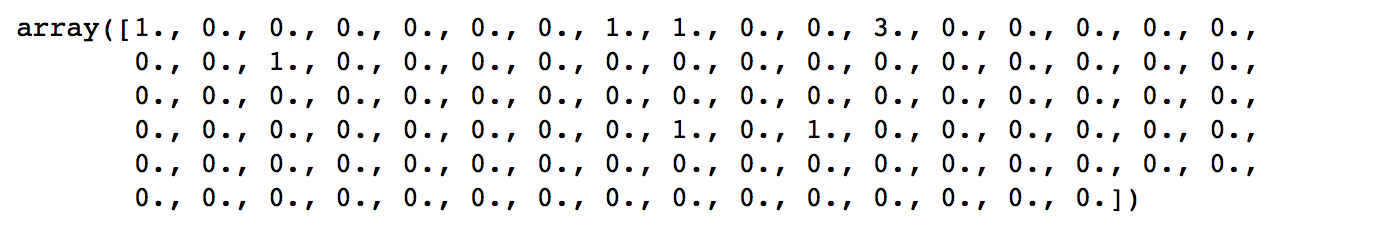 array([1., 0., 0., 0., 0., 0., 0., 1., 1., 0., 0., 3., 0., 0., 0., 0., 0.,
0., 0., 1., 0., 0., 0., 0., 0., 0., 0., 0., 0., 0., 0., 0., 0., 0.,
0., 0., 0., 0., 0., 0., 0., 0., 0., 0., 0., 0., 0., 0., 0., 0., 0.,
0., 0., 0., 0., 0., 0., 0., 0., 1., 0., 1., 0., 0., 0., 0., 0., 0.,
0., 0., 0., 0., 0., 0., 0., 0., 0., 0., 0., 0., 0., 0., 0., 0., 0.,
0., 0., 0., 0., 0., 0., 0., 0., 0., 0., 0., 0., 0., 0., 0.])